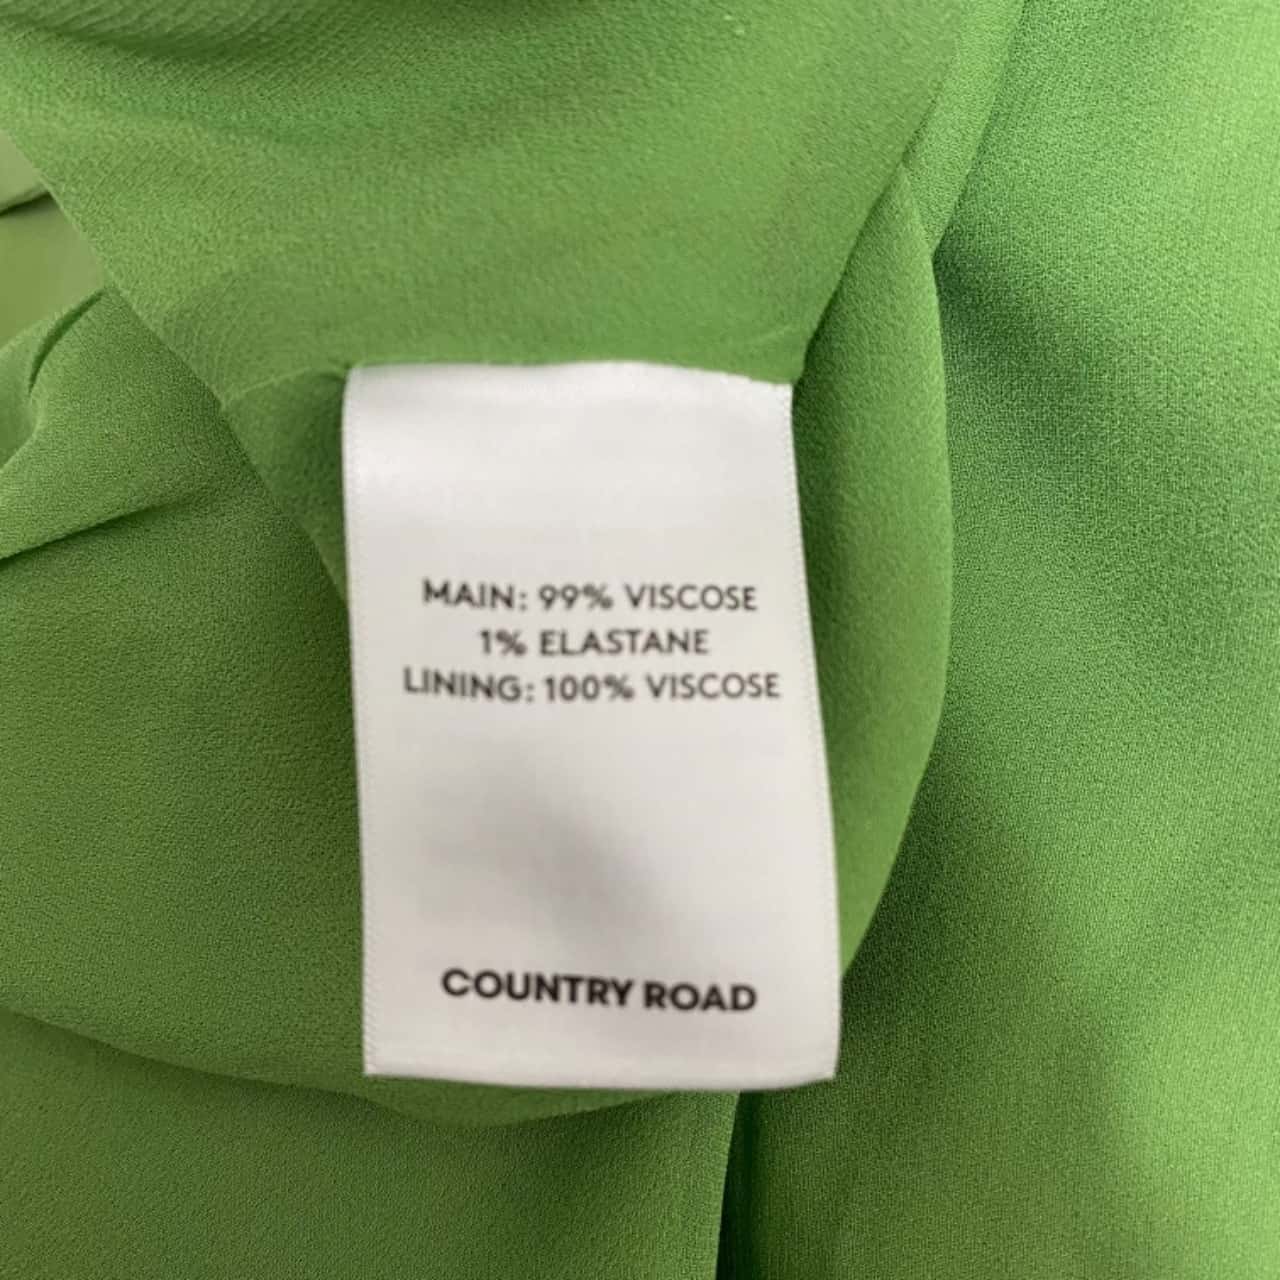 MAIN: 99% VISCOSE
1% ELASTANE
LINING: 100% VISCOSE
COUNTRY ROAD